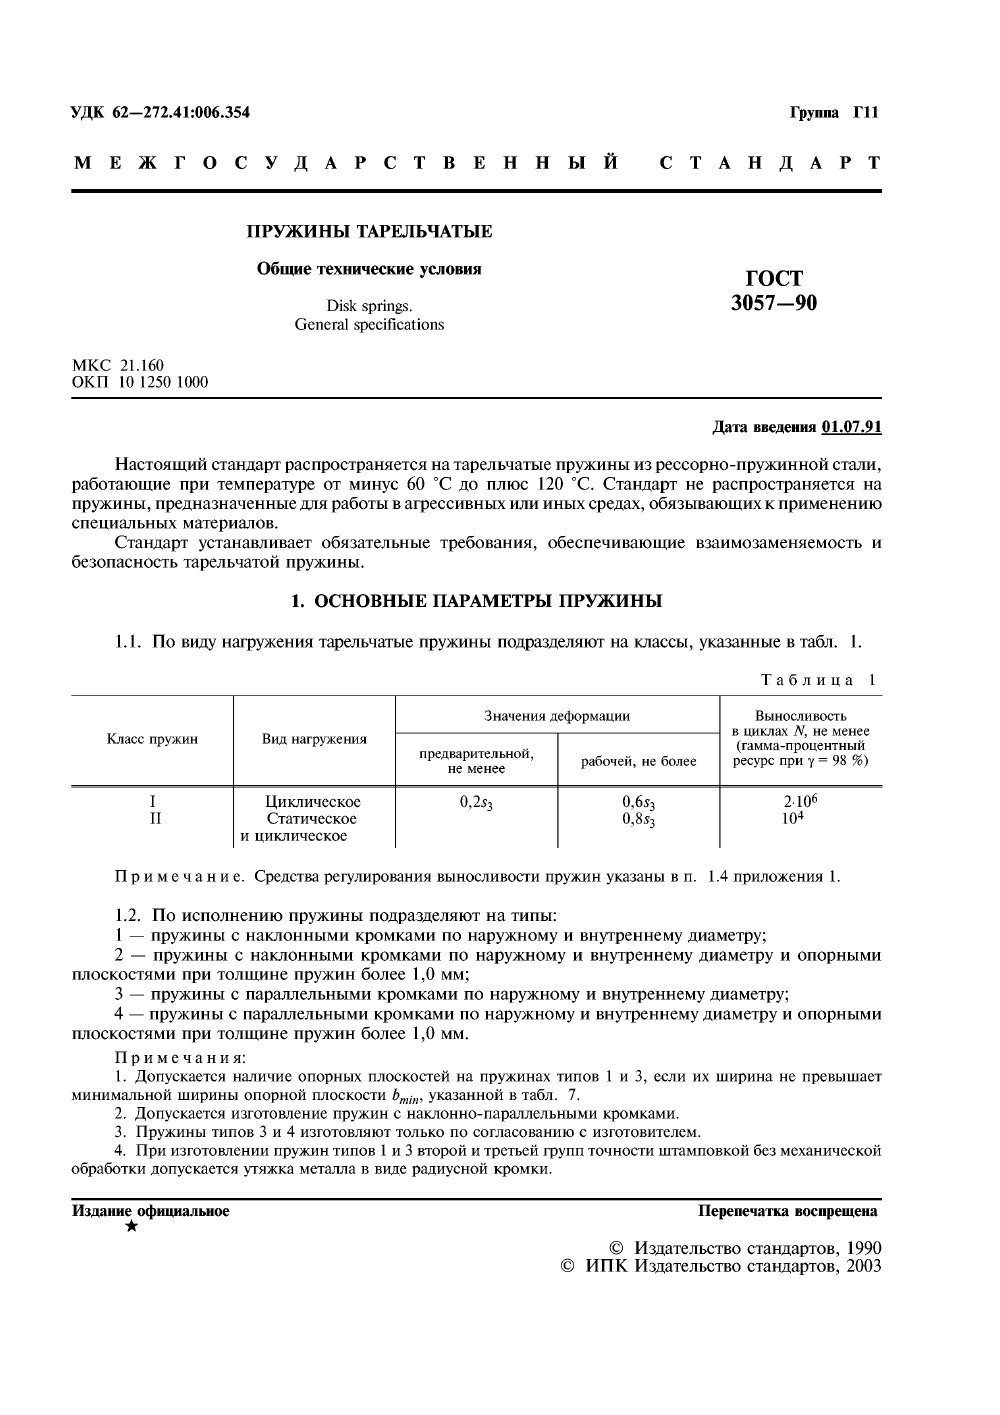 УДК 62—272.41:006.354 Группа Г11
МЕЖГОСУДАРСТВЕННЫЙ СТАНДАРТ
ПРУЖИНЫ ТАРЕЛЬЧАТЫЕ
Общие технические условия
Disk springs.
General specifications
ГОСТ
3057—90
МКС 21.160
ОКП 10 1250 1000
Дата введения 01.07.91
Настоящий стандарт распространяется на тарельчатые пружины из рессорно-пружинной стали,
работающие при температуре от минус 60 °С до плюс 120 °С. Стандарт не распространяется на
пружины, предназначенные для работы в агрессивных или иных средах, обязывающих к применению
специальных материалов.
Стандарт устанавливает обязательные требования, обеспечивающие взаимозаменяемость и
безопасность тарельчатой пружины.
1. ОСНОВНЫЕ ПАРАМЕТРЫ ПРУЖИНЫ
1.1. По виду нагружения тарельчатые пружины подразделяют на классы, указанные в табл. 1.
Таблица 1
Класс пружин
Вид нагружения
Значения деформации
предварительной,
не менее
рабочей, не более
Выносливость
в циклах N, не менее
(гамма-процентный
ресурс при γ = 98 %)
I Циклическое 0,2s3 0,6s3 2·10⁶
II Статическое 0,8s3 10⁴
и циклическое
Примечание. Средства регулирования выносливости пружин указаны в п. 1.4 приложения 1.
1.2. По исполнению пружины подразделяют на типы:
1 — пружины с наклонными кромками по наружному и внутреннему диаметру;
2 — пружины с наклонными кромками по наружному и внутреннему диаметру и опорными
плоскостями при толщине пружин более 1,0 мм;
3 — пружины с параллельными кромками по наружному и внутреннему диаметру;
4 — пружины с параллельными кромками по наружному и внутреннему диаметру и опорными
плоскостями при толщине пружин более 1,0 мм.
Примечания:
1. Допускается наличие опорных плоскостей на пружинах типов 1 и 3, если их ширина не превышает
минимальной ширины опорной плоскости bmin, указанной в табл. 7.
2. Допускается изготовление пружин с наклонно-параллельными кромками.
3. Пружины типов 3 и 4 изготовляют только по согласованию с изготовителем.
4. При изготовлении пружин типов 1 и 3 второй и третьей групп точности штамповкой без механической
обработки допускается утяжка металла в виде радиусной кромки.
Издание официальное Перепечатка воспрещена
★
© Издательство стандартов, 1990
© ИПК Издательство стандартов, 2003